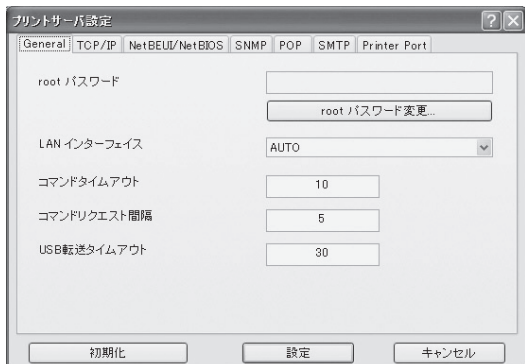 プリントサーバ設定
General TCP/IP NetBEUI/NetBIOS SNMP POP SMTP Printer Port
root パスワード
root パスワード変更...
LAN インターフェイス AUTO
コマンドタイムアウト 10
コマンドリクエスト間隔 5
USB転送タイムアウト 30
初期化 設定 キャンセル